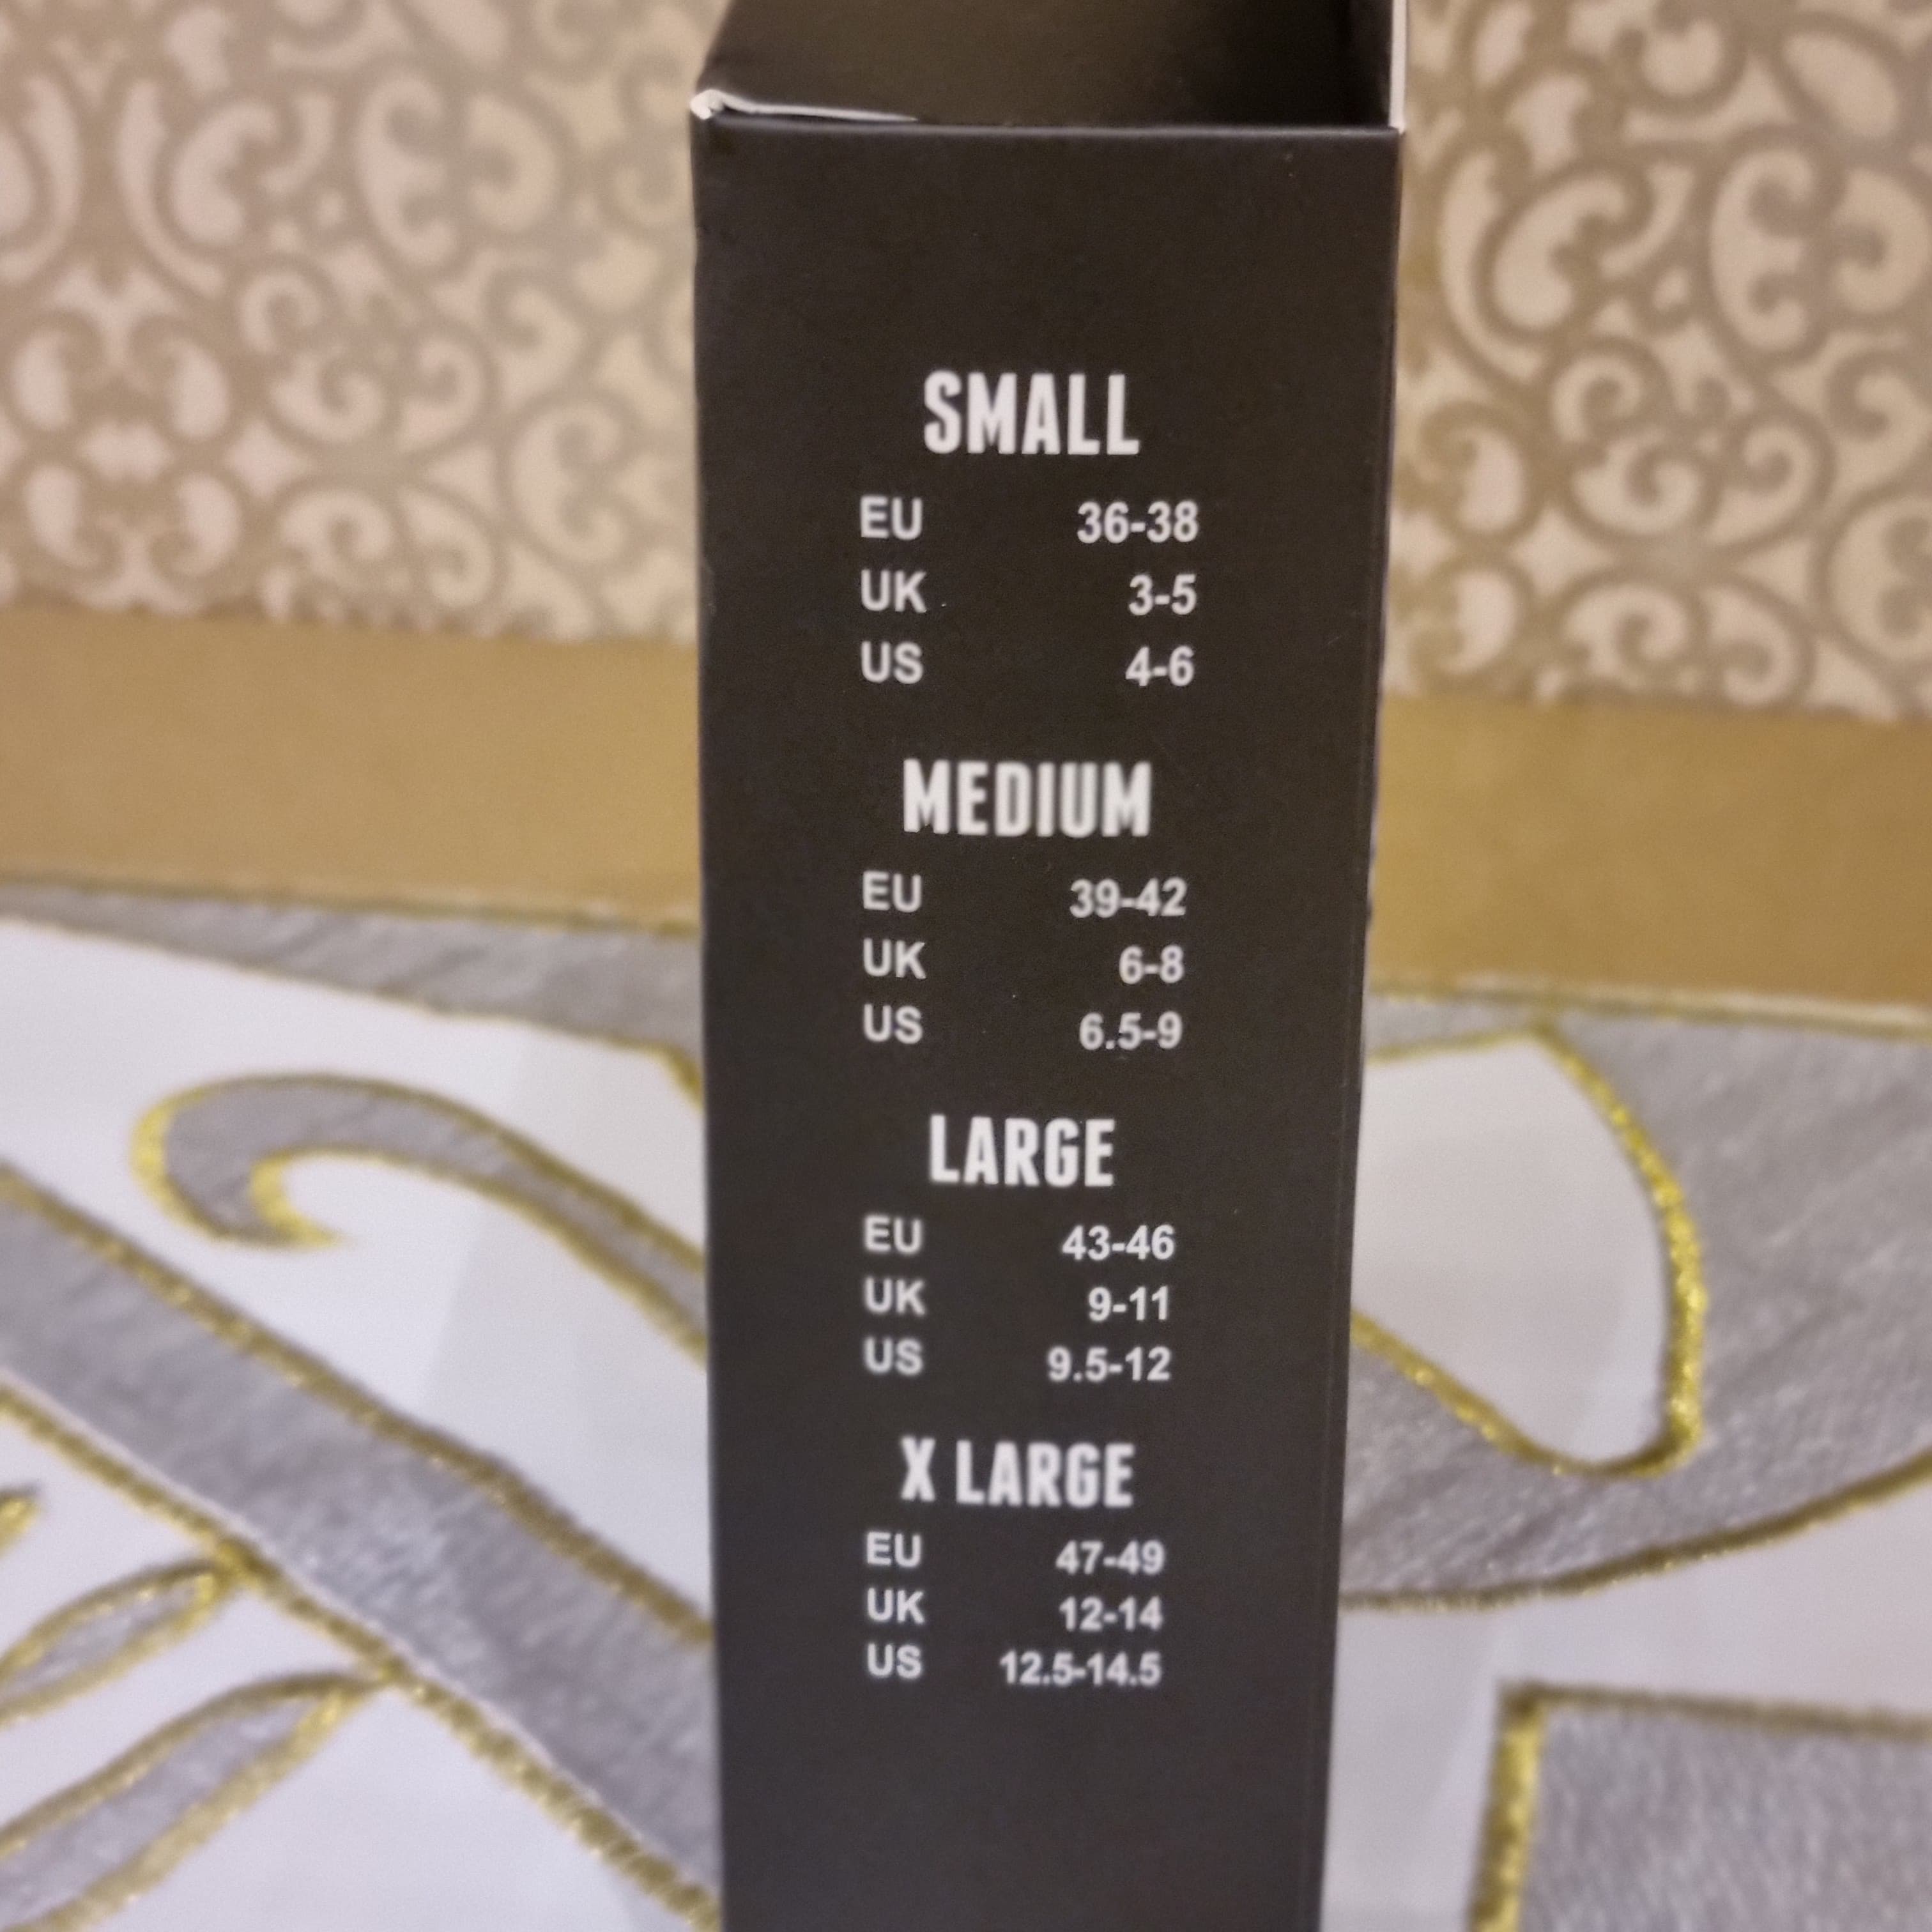 SMALL
EU 36-38
UK 3-5
US 4-6
MEDIUM
EU 39-42
UK 6-8
US 6.5-9
LARGE
EU 43-46
UK 9-11
US 9.5-12
X LARGE
EU 47-49
UK 12-14
US 12.5-14.5